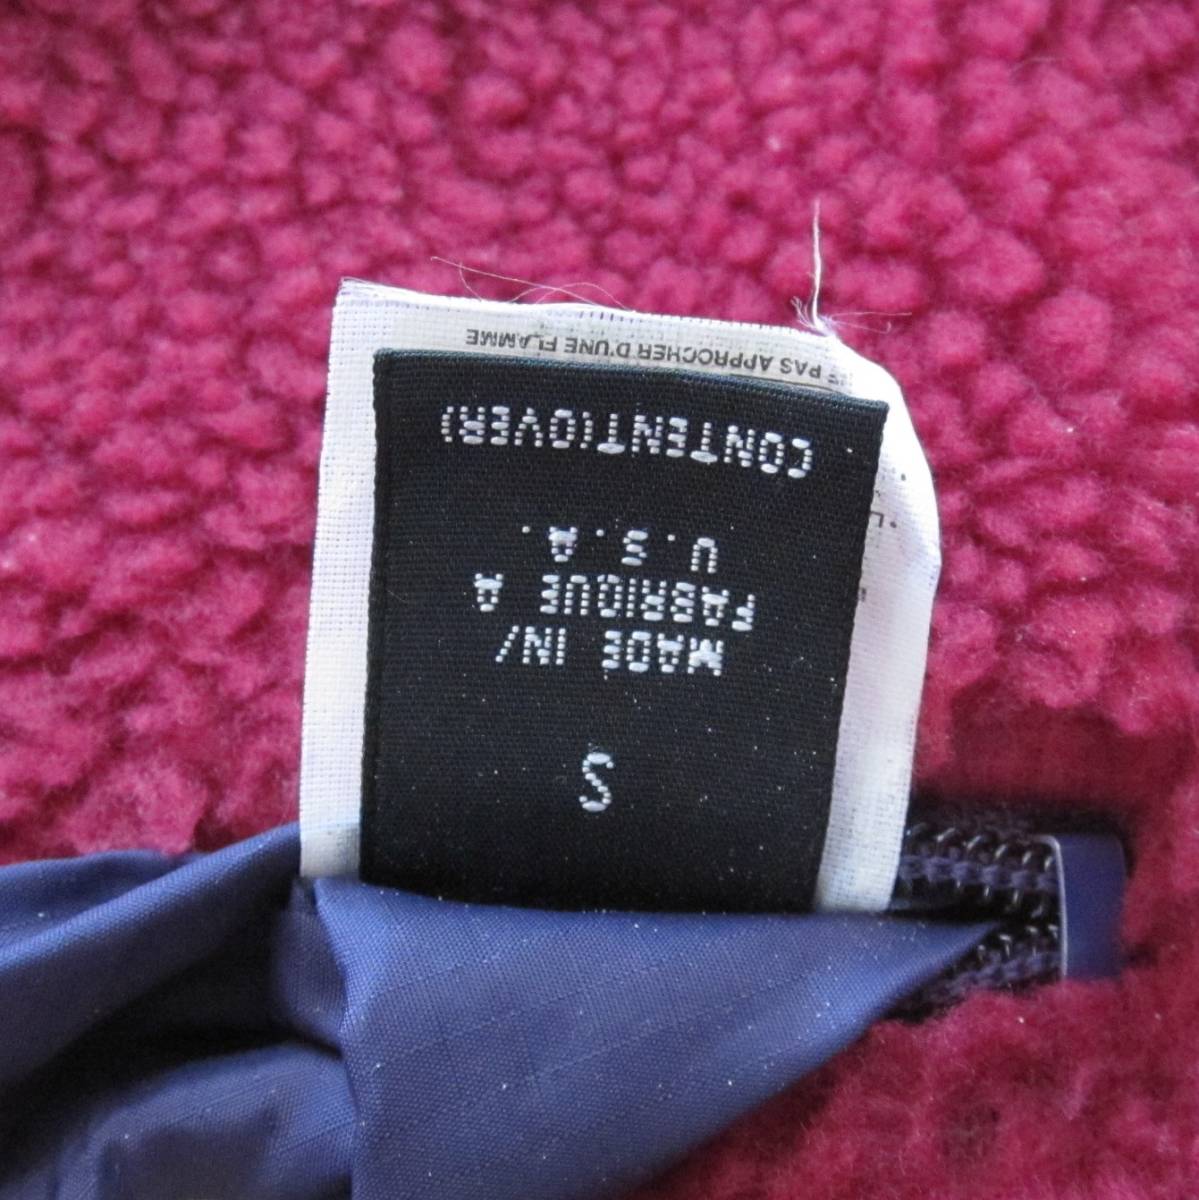 S
MADE IN/
FABRIQUE A
U.S.A.
CONTENT(OVER)
PAS APPROCHER D'UNE FLAMME